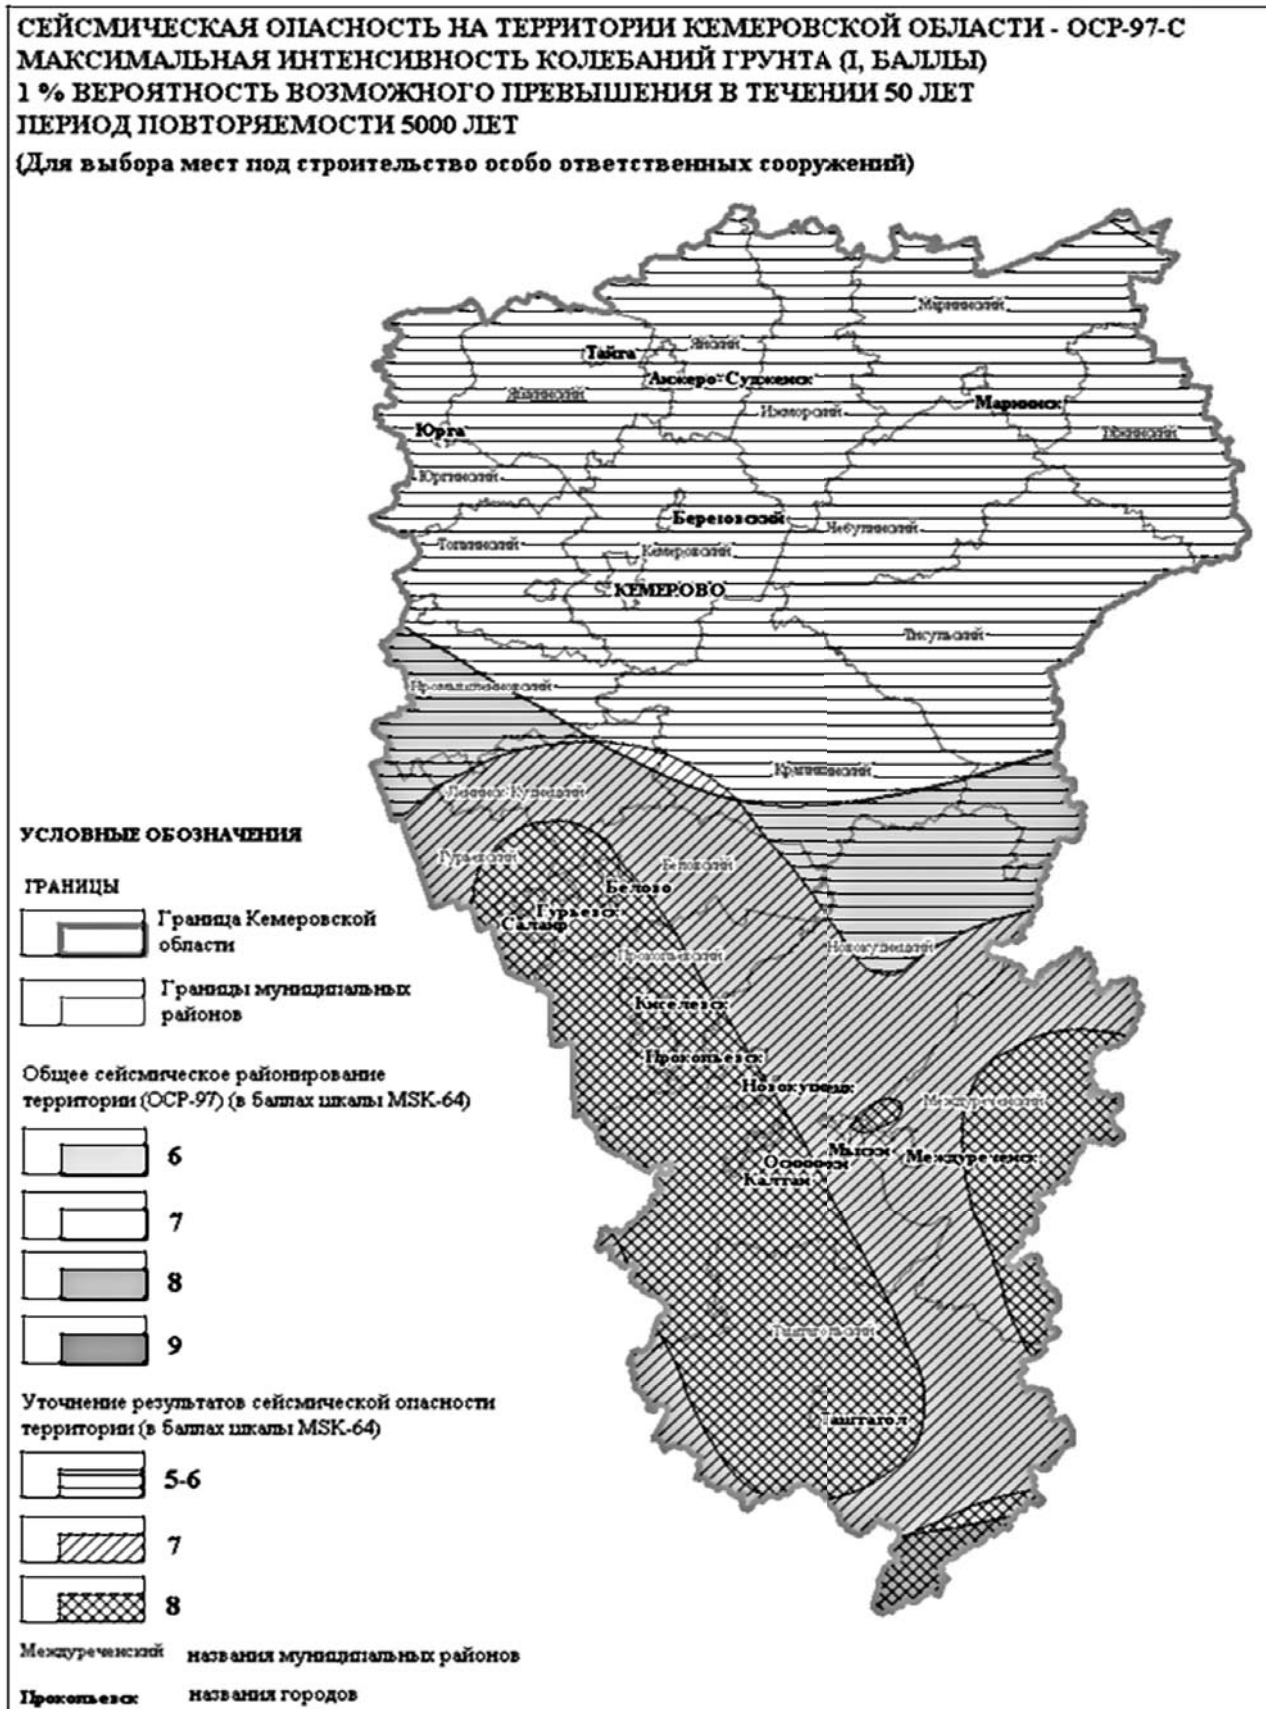 СЕЙСМИЧЕСКАЯ ОПАСНОСТЬ НА ТЕРРИТОРИИ КЕМЕРОВСКОЙ ОБЛАСТИ - ОСР-97-С
МАКСИМАЛЬНАЯ ИНТЕНСИВНОСТЬ КОЛЕБАНИЙ ГРУНТА (I, БАЛЛЫ)
1 % ВЕРОЯТНОСТЬ ВОЗМОЖНОГО ПРЕВЫШЕНИЯ В ТЕЧЕНИИ 50 ЛЕТ
ПЕРИОД ПОВТОРЯЕМОСТИ 5000 ЛЕТ
(Для выбора мест под строительство особо ответственных сооружений)
Мариинский
Яйский
Тайга
Анжеро-Судженск
Яшкинский
Мариинск
Ижморский
Юрга
Тяжинский
Юргинский
Березовский
Чебулинский
Топкинский
Кемеровский
КЕМЕРОВО
Тисульский
Промышленновский
Крапивинский
Ленинск-Кузнецкий
Гурьевский
Беловский
Белово
Гурьевск
Салаир
Прокопьевский
Новокузнецкий
Киселевск
Прокопьевск
Новокузнецк
Междуреченский
Мыски
Междуреченск
Осинники
Калтан
Таштагольский
Таштагол
УСЛОВНЫЕ ОБОЗНАЧЕНИЯ
ГРАНИЦЫ
Граница Кемеровской
области
Границы муниципальных
районов
Общее сейсмическое районирование
территории (ОСР-97) (в баллах шкалы MSK-64)
6
7
8
9
Уточнение результатов сейсмической опасности
территории (в баллах шкалы MSK-64)
5-6
7
8
Междуреченский названия муниципальных районов
Прокопьевск названия городов